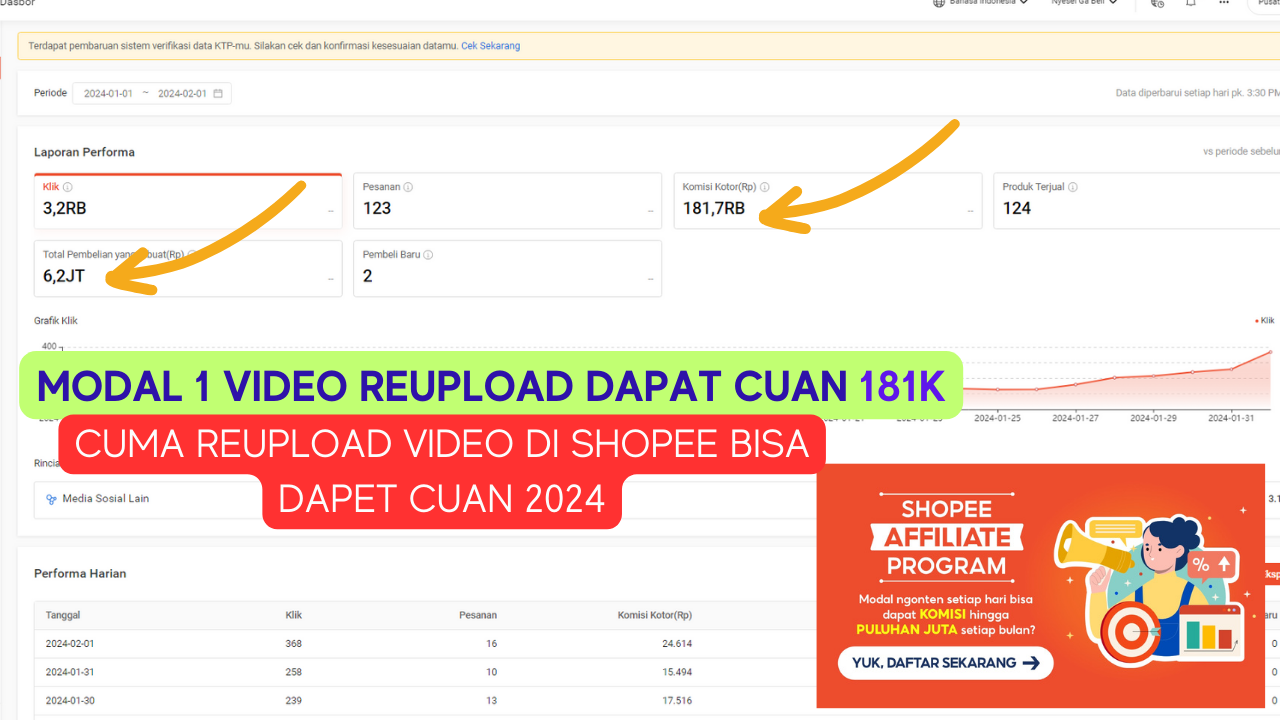 Dasbor
Bahasa Indonesia
Nyesel Ga Beli
Pusat
Terdapat pembaruan sistem verifikasi data KTP-mu. Silakan cek dan konfirmasi kesesuaian datamu. Cek Sekarang
Periode 2024-01-01 ~ 2024-02-01
Data diperbarui setiap hari pk. 3:30 PM
Laporan Performa
vs periode sebelu
Klik
3,2RB
Pesanan
123
Komisi Kotor(Rp)
181,7RB
Produk Terjual
124
Total Pembelian yang buat(Rp)
6,2JT
Pembeli Baru
2
Grafik Klik
Klik
400
MODAL 1 VIDEO REUPLOAD DAPAT CUAN 181K
2024-01-25 2024-01-27 2024-01-29 2024-01-31
CUMA REUPLOAD VIDEO DI SHOPEE BISA
DAPET CUAN 2024
Rincia
Media Sosial Lain
3.1
SHOPEE
AFFILIATE
PROGRAM
Modal ngonten setiap hari bisa
dapat KOMISI hingga
PULUHAN JUTA setiap bulan?
YUK, DAFTAR SEKARANG
%
Performa Harian
Tanggal Klik Pesanan Komisi Kotor(Rp)
2024-02-01 368 16 24.614 0
2024-01-31 258 10 15.494 0
2024-01-30 239 13 17.516 0